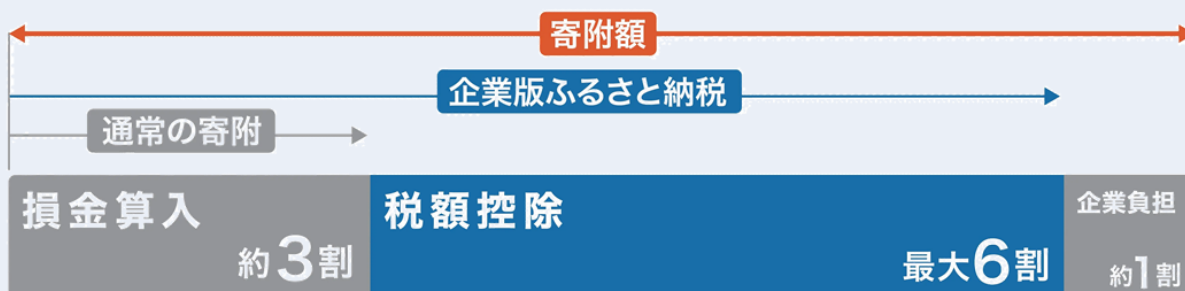 寄附額
企業版ふるさと納税
通常の寄附
損金算入
約3割
税額控除
最大6割
企業負担
約1割